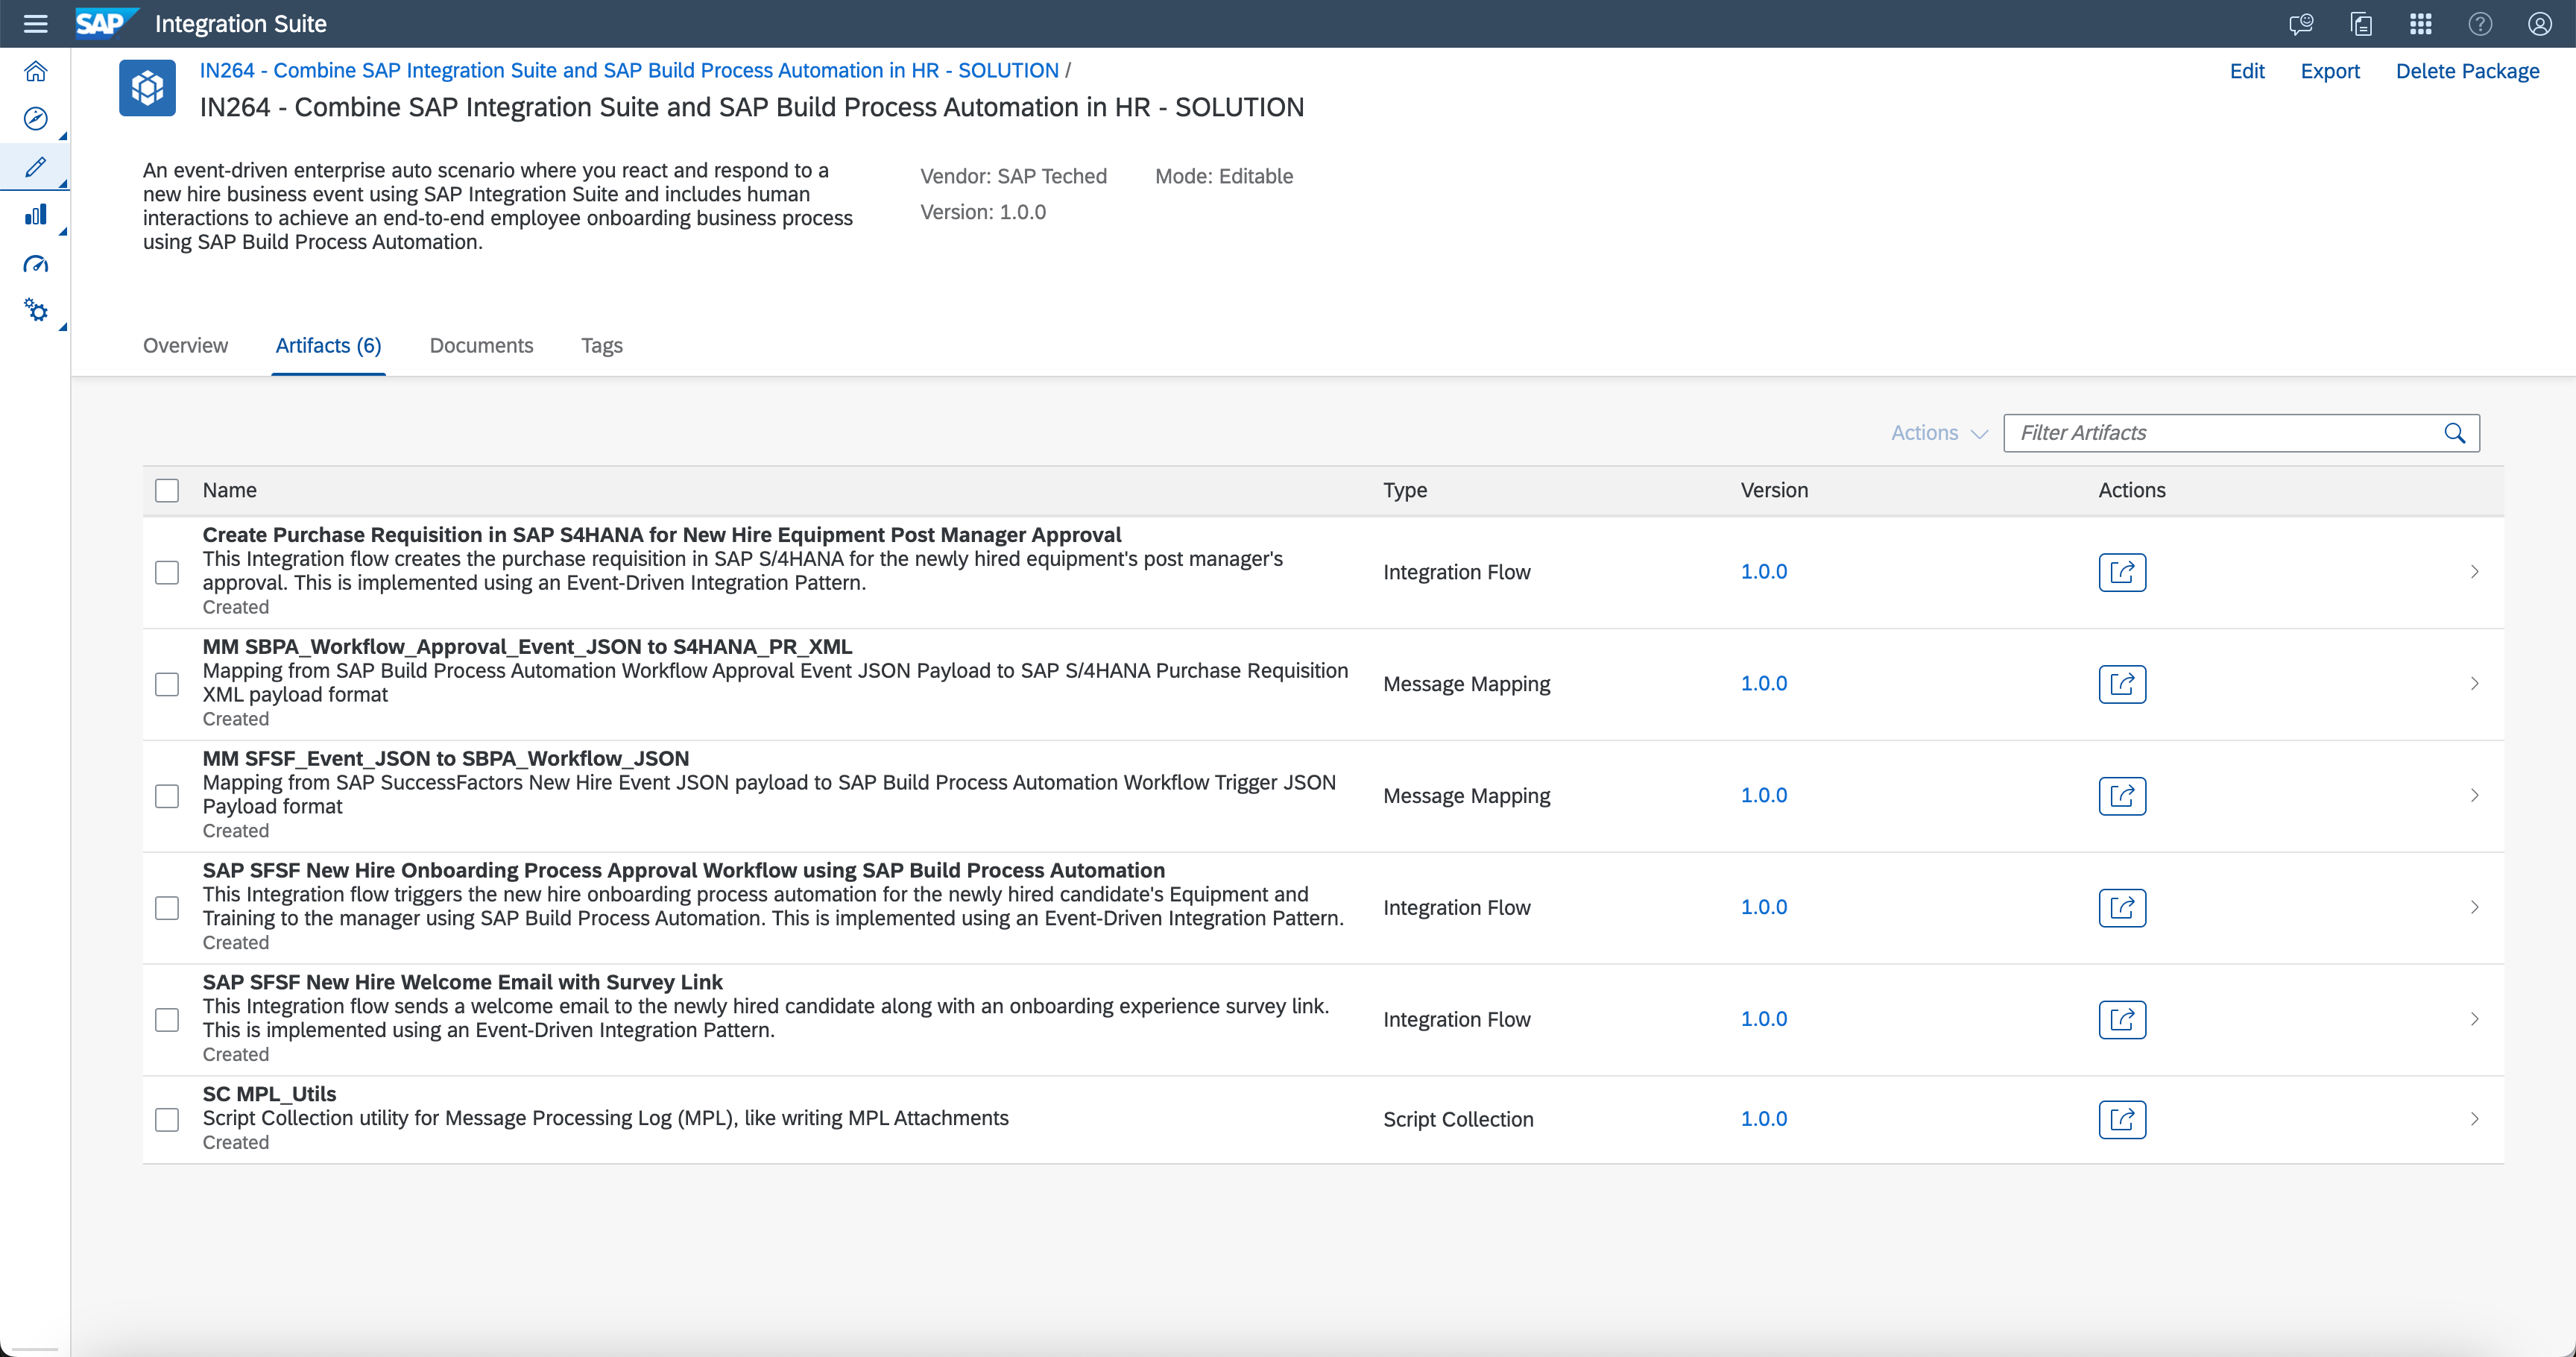 SAP Integration Suite
IN264 - Combine SAP Integration Suite and SAP Build Process Automation in HR - SOLUTION /
Edit Export Delete Package
IN264 - Combine SAP Integration Suite and SAP Build Process Automation in HR - SOLUTION
An event-driven enterprise auto scenario where you react and respond to a
new hire business event using SAP Integration Suite and includes human
interactions to achieve an end-to-end employee onboarding business process
using SAP Build Process Automation.
Vendor: SAP Teched Mode: Editable
Version: 1.0.0
Overview Artifacts (6) Documents Tags
Actions Filter Artifacts
Name Type Version Actions
Create Purchase Requisition in SAP S4HANA for New Hire Equipment Post Manager Approval
This Integration flow creates the purchase requisition in SAP S/4HANA for the newly hired equipment's post manager's
approval. This is implemented using an Event-Driven Integration Pattern.
Created
Integration Flow 1.0.0
MM SBPA_Workflow_Approval_Event_JSON to S4HANA_PR_XML
Mapping from SAP Build Process Automation Workflow Approval Event JSON Payload to SAP S/4HANA Purchase Requisition
XML payload format
Created
Message Mapping 1.0.0
MM SFSF_Event_JSON to SBPA_Workflow_JSON
Mapping from SAP SuccessFactors New Hire Event JSON payload to SAP Build Process Automation Workflow Trigger JSON
Payload format
Created
Message Mapping 1.0.0
SAP SFSF New Hire Onboarding Process Approval Workflow using SAP Build Process Automation
This Integration flow triggers the new hire onboarding process automation for the newly hired candidate's Equipment and
Training to the manager using SAP Build Process Automation. This is implemented using an Event-Driven Integration Pattern.
Created
Integration Flow 1.0.0
SAP SFSF New Hire Welcome Email with Survey Link
This Integration flow sends a welcome email to the newly hired candidate along with an onboarding experience survey link.
This is implemented using an Event-Driven Integration Pattern.
Created
Integration Flow 1.0.0
SC MPL_Utils
Script Collection utility for Message Processing Log (MPL), like writing MPL Attachments
Created
Script Collection 1.0.0